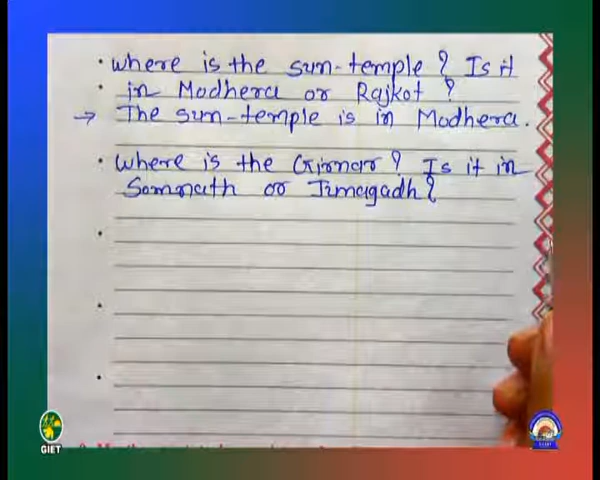 • where is the sun-temple? Is it
• in Modhera or Rajkot?
→ The sun-temple is in Modhera.
• where is the Girnar? Is it in
Somnath or Junagadh?
GIET